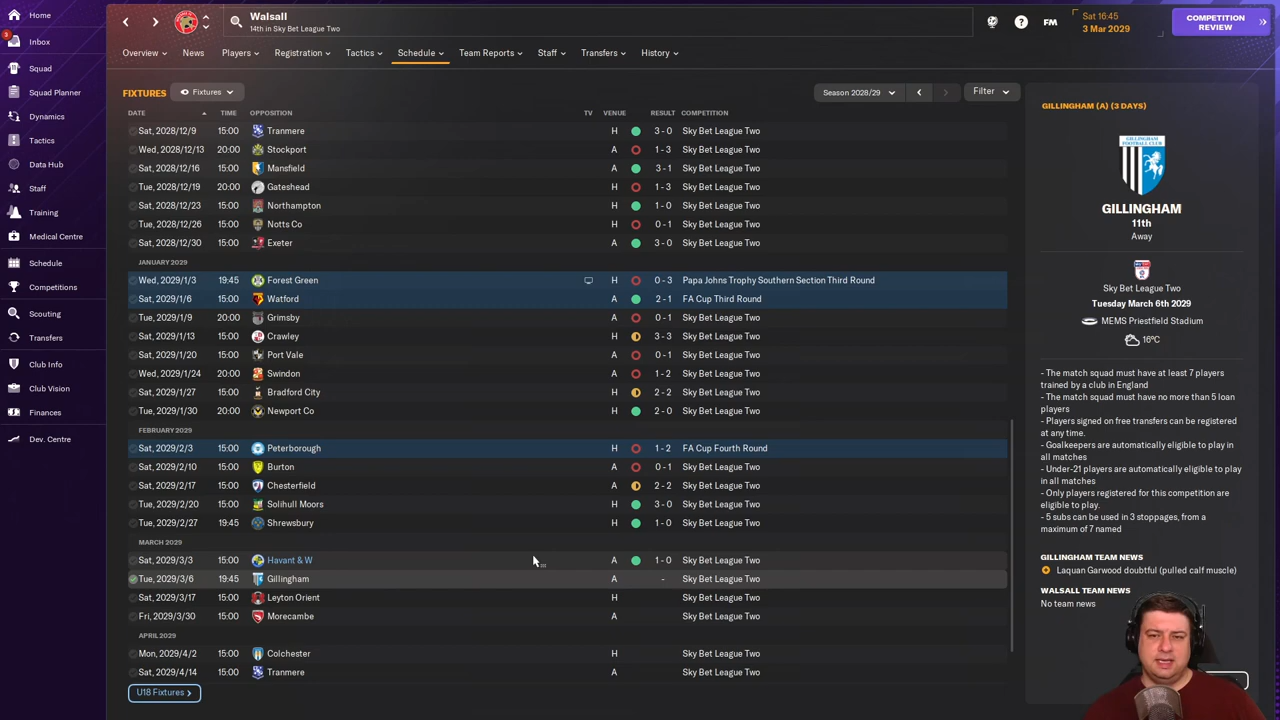 Home
3
Inbox
Squad
Squad Planner
Dynamics
Tactics
Data Hub
Staff
Training
Medical Centre
Schedule
Competitions
Scouting
Transfers
Club Info
Club Vision
Finances
Dev. Centre
Walsall
14th in Sky Bet League Two
? FM
Sat 16:45
3 Mar 2029
COMPETITION
REVIEW
Overview News Players Registration Tactics Schedule Team Reports Staff Transfers History
FIXTURES Fixtures Season 2028/29 Filter
DATE TIME OPPOSITION TV VENUE RESULT COMPETITION
Sat, 2028/12/9 15:00 Tranmere H 3 - 0 Sky Bet League Two
Wed, 2028/12/13 20:00 Stockport A 1 - 3 Sky Bet League Two
Sat, 2028/12/16 15:00 Mansfield A 3 - 1 Sky Bet League Two
Tue, 2028/12/19 20:00 Gateshead H 1 - 3 Sky Bet League Two
Sat, 2028/12/23 15:00 Northampton H 1 - 0 Sky Bet League Two
Tue, 2028/12/26 15:00 Notts Co H 0 - 1 Sky Bet League Two
Sat, 2028/12/30 15:00 Exeter A 3 - 0 Sky Bet League Two
JANUARY 2029
Wed, 2029/1/3 19:45 Forest Green H 0 - 3 Papa Johns Trophy Southern Section Third Round
Sat, 2029/1/6 15:00 Watford A 2 - 1 FA Cup Third Round
Tue, 2029/1/9 20:00 Grimsby A 0 - 1 Sky Bet League Two
Sat, 2029/1/13 15:00 Crawley H 3 - 3 Sky Bet League Two
Sat, 2029/1/20 15:00 Port Vale A 0 - 1 Sky Bet League Two
Wed, 2029/1/24 20:00 Swindon A 1 - 2 Sky Bet League Two
Sat, 2029/1/27 15:00 Bradford City H 2 - 2 Sky Bet League Two
Tue, 2029/1/30 20:00 Newport Co H 2 - 0 Sky Bet League Two
FEBRUARY 2029
Sat, 2029/2/3 15:00 Peterborough H 1 - 2 FA Cup Fourth Round
Sat, 2029/2/10 15:00 Burton A 0 - 1 Sky Bet League Two
Sat, 2029/2/17 15:00 Chesterfield A 2 - 2 Sky Bet League Two
Tue, 2029/2/20 15:00 Solihull Moors H 3 - 0 Sky Bet League Two
Tue, 2029/2/27 19:45 Shrewsbury H 1 - 0 Sky Bet League Two
MARCH 2029
Sat, 2029/3/3 15:00 Havant & W A 1 - 0 Sky Bet League Two
Tue, 2029/3/6 19:45 Gillingham A - Sky Bet League Two
Sat, 2029/3/17 15:00 Leyton Orient H Sky Bet League Two
Fri, 2029/3/30 15:00 Morecambe A Sky Bet League Two
APRIL 2029
Mon, 2029/4/2 15:00 Colchester H Sky Bet League Two
Sat, 2029/4/14 15:00 Tranmere A Sky Bet League Two
U18 Fixtures
GILLINGHAM (A) (3 DAYS)
GILLINGHAM
FOOTBALL CLUB
GILLINGHAM
11th
Away
Sky Bet League Two
Tuesday March 6th 2029
MEMS Priestfield Stadium
16°C
- The match squad must have at least 7 players
trained by a club in England
- The match squad must have no more than 5 loan
players
- Players signed on free transfers can be registered
at any time.
- Goalkeepers are automatically eligible to play in
all matches
- Under-21 players are automatically eligible to play
in all matches
- Only players registered for this competition are
eligible to play.
- 5 subs can be used in 3 stoppages, from a
maximum of 7 named
GILLINGHAM TEAM NEWS
Laquan Garwood doubtful (pulled calf muscle)
WALSALL TEAM NEWS
No team news